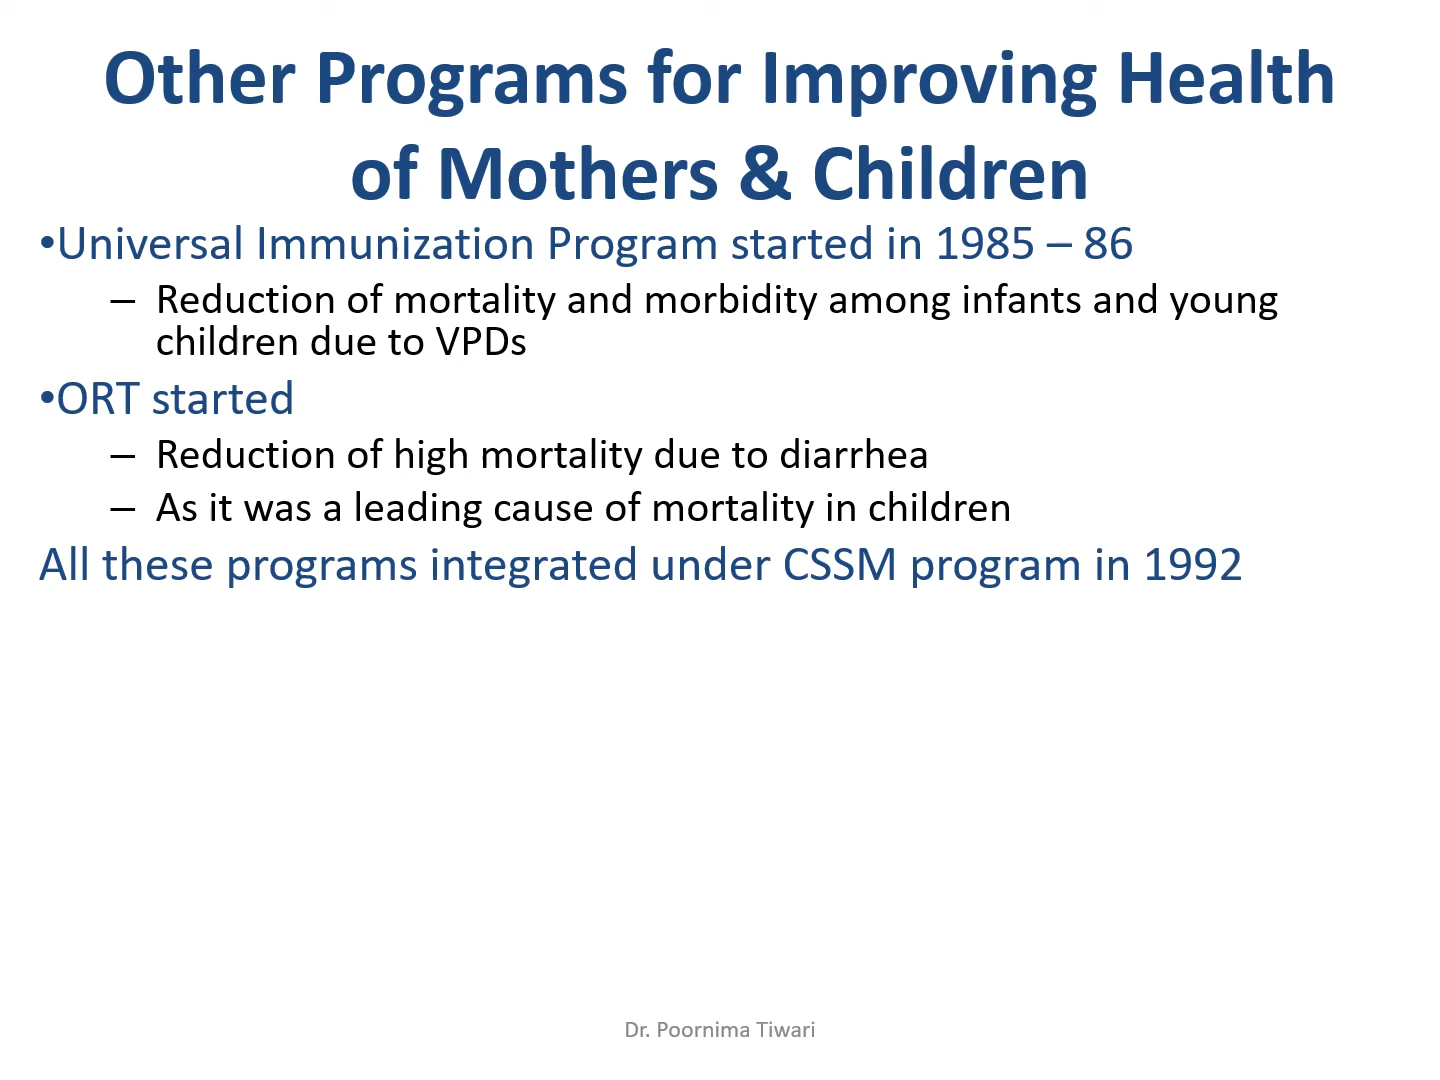 Other Programs for Improving Health
of Mothers & Children
•Universal Immunization Program started in 1985 – 86
– Reduction of mortality and morbidity among infants and young
children due to VPDs
•ORT started
– Reduction of high mortality due to diarrhea
– As it was a leading cause of mortality in children
All these programs integrated under CSSM program in 1992
Dr. Poornima Tiwari